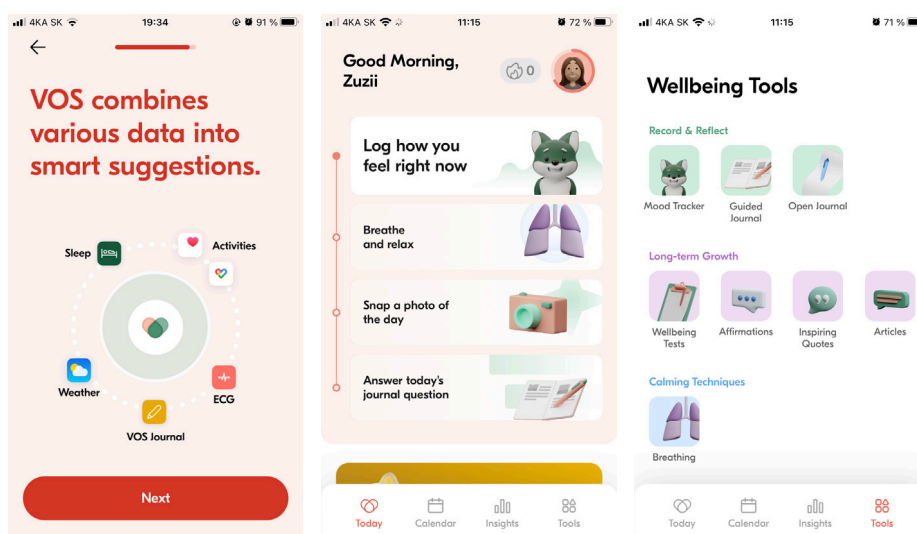 4KA SK
19:34
91 %
VOS combines
various data into
smart suggestions.
Sleep
Activities
Weather
ECG
VOS Journal
Next
4KA SK
11:15
72 %
Good Morning,
Zuzii
0
Log how you
feel right now
Breathe
and relax
Snap a photo of
the day
Answer today's
journal question
Today
Calendar
Insights
Tools
4KA SK
11:15
71 %
Wellbeing Tools
Record & Reflect
Mood Tracker
Guided
Journal
Open Journal
Long-term Growth
Wellbeing
Tests
Affirmations
Inspiring
Quotes
Articles
Calming Techniques
Breathing
Today
Calendar
Insights
Tools